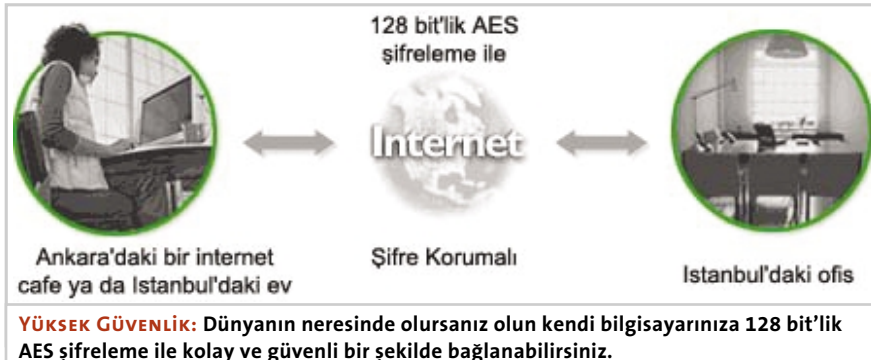 128 bit'lik AES
şifreleme ile
Internet
Şifre Korumalı
Ankara'daki bir internet
cafe ya da Istanbul'daki ev
Istanbul'daki ofis
YÜKSEK GÜVENLİK: Dünyanın neresinde olursanız olun kendi bilgisayarınıza 128 bit’lik
AES şifreleme ile kolay ve güvenli bir şekilde bağlanabilirsiniz.